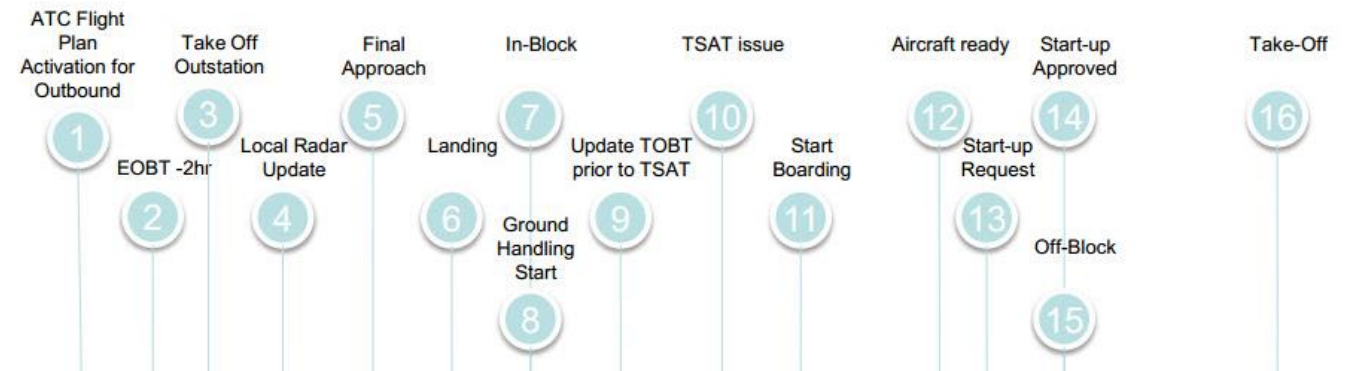 ATC Flight
Plan
Activation for
Outbound
1
EOBT -2hr
2
Take Off
Outstation
3
Local Radar
Update
4
Final
Approach
5
Landing
6
In-Block
7
Ground
Handling
Start
8
Update TOBT
prior to TSAT
9
TSAT issue
10
Start
Boarding
11
Aircraft ready
12
Start-up
Request
13
Start-up
Approved
14
Off-Block
15
Take-Off
16